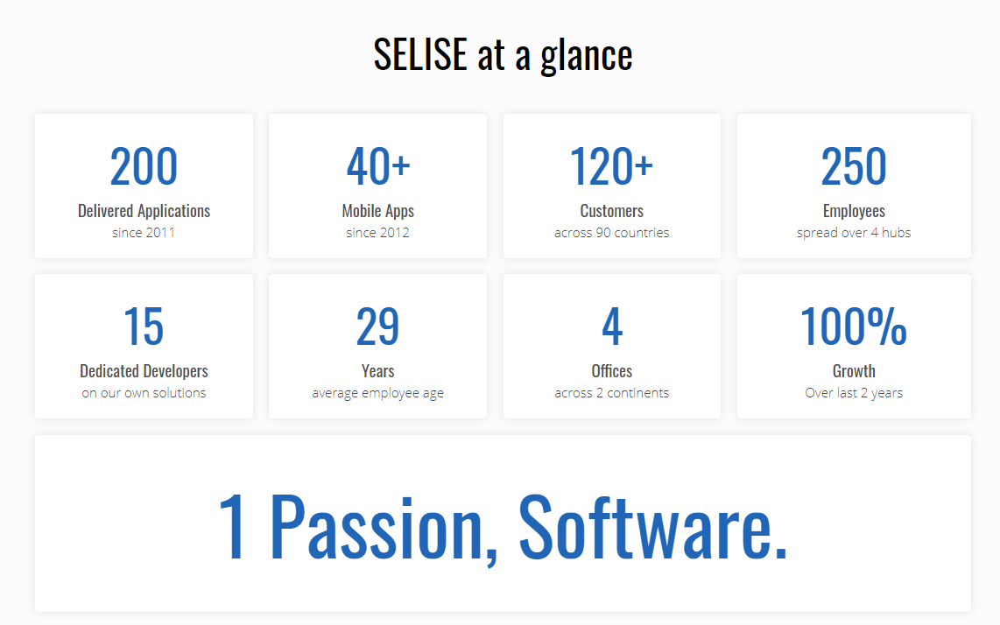 SELISE at a glance
200
Delivered Applications
since 2011
40+
Mobile Apps
since 2012
120+
Customers
across 90 countries
250
Employees
spread over 4 hubs
15
Dedicated Developers
on our own solutions
29
Years
average employee age
4
Offices
across 2 continents
100%
Growth
Over last 2 years
1 Passion, Software.